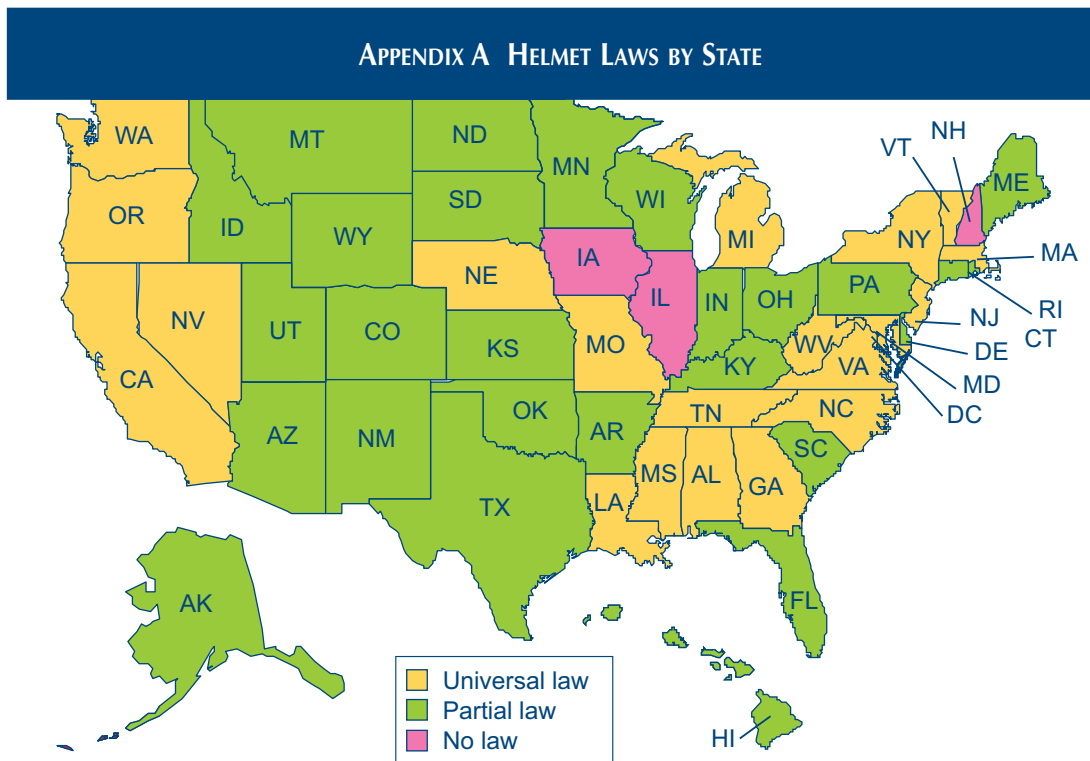 APPENDIX A HELMET LAWS BY STATE
WA
MT
ND
MN
NH
VT
ME
OR
ID
SD
WI
WY
MI
NY
IA
MA
NE
IL
IN
OH
PA
RI
NV
UT
CO
NJ
CT
KS
MO
WV
DE
CA
KY
VA
MD
OK
TN
NC
DC
AZ
NM
AR
SC
MS
AL
GA
TX
LA
AK
FL
HI
Universal law
Partial law
No law